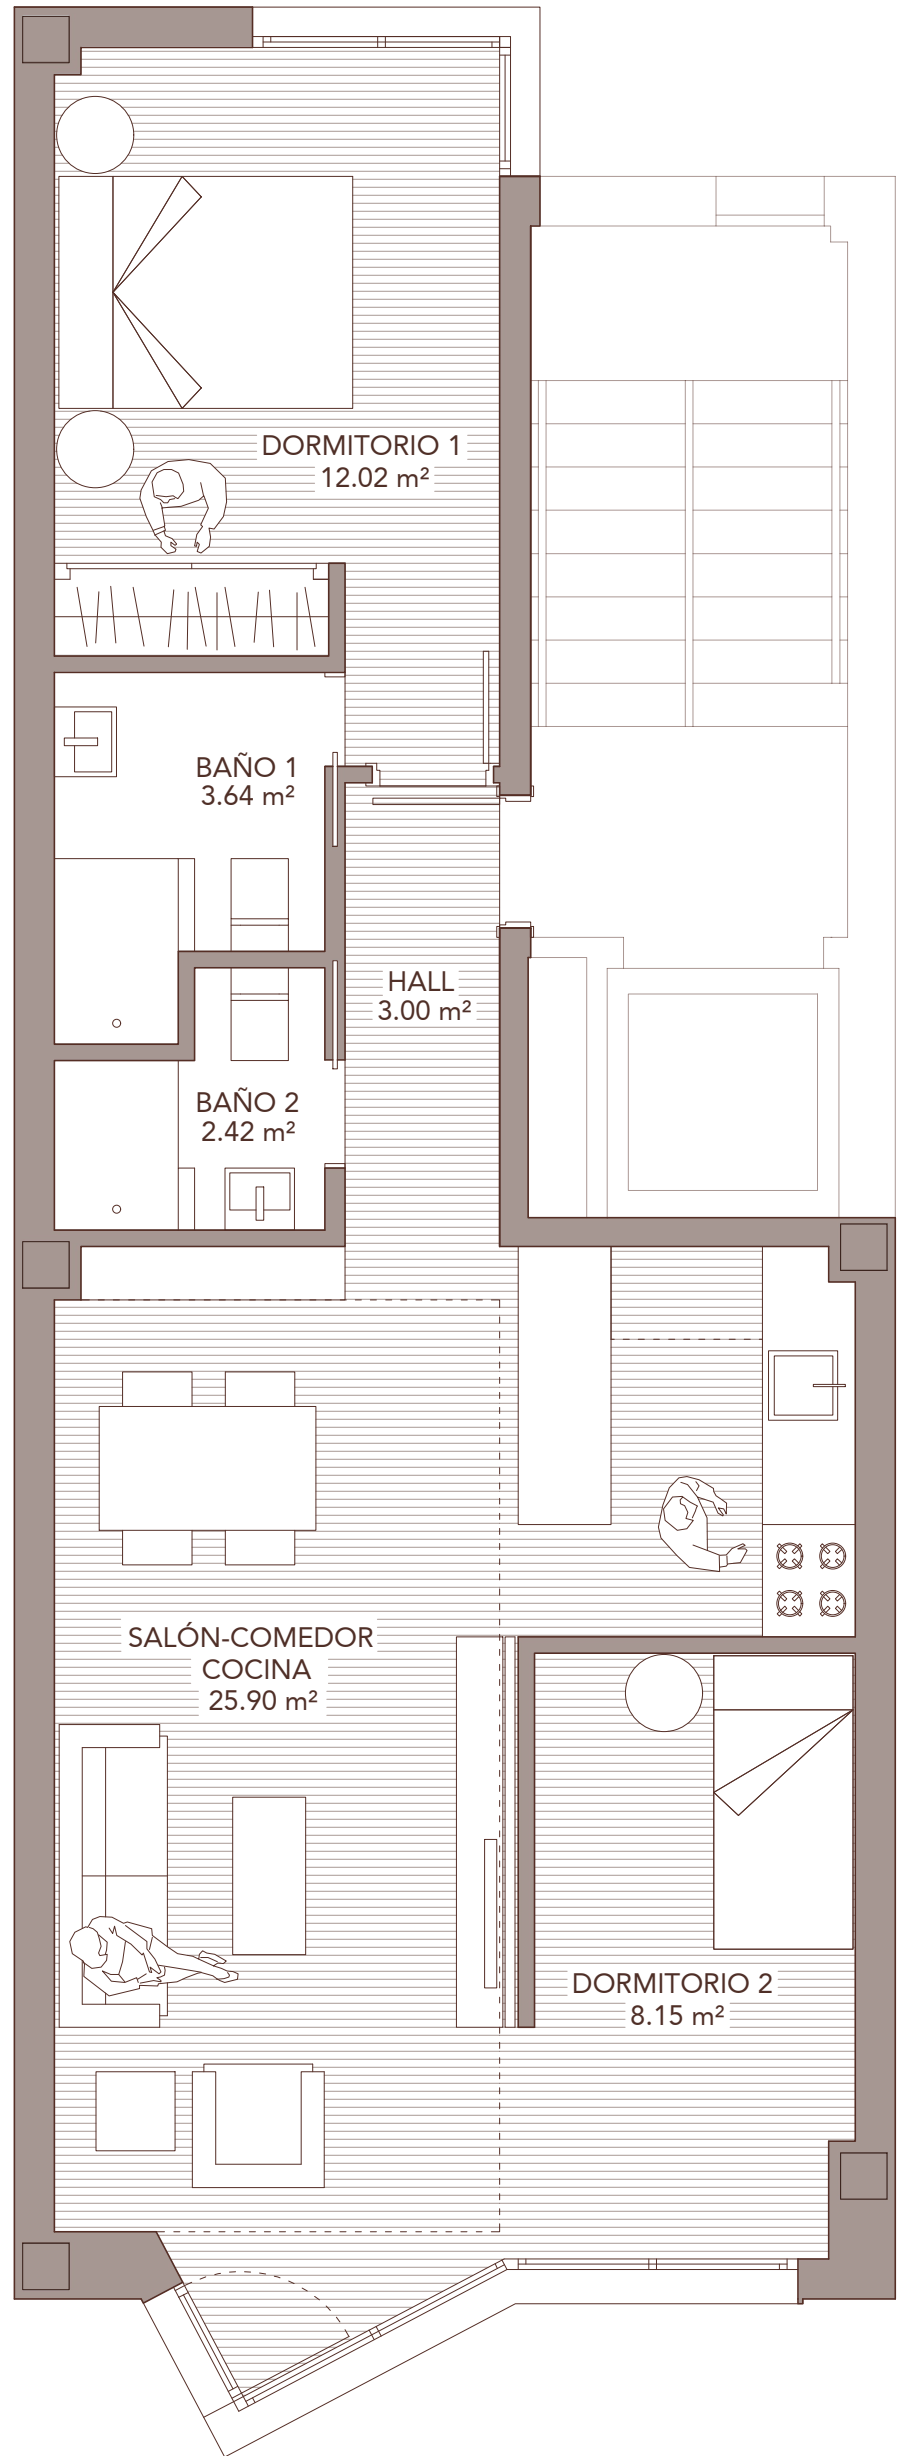 DORMITORIO 1
12.02 m²
BAÑO 1
3.64 m²
HALL
3.00 m²
BAÑO 2
2.42 m²
SALÓN-COMEDOR
COCINA
25.90 m²
DORMITORIO 2
8.15 m²